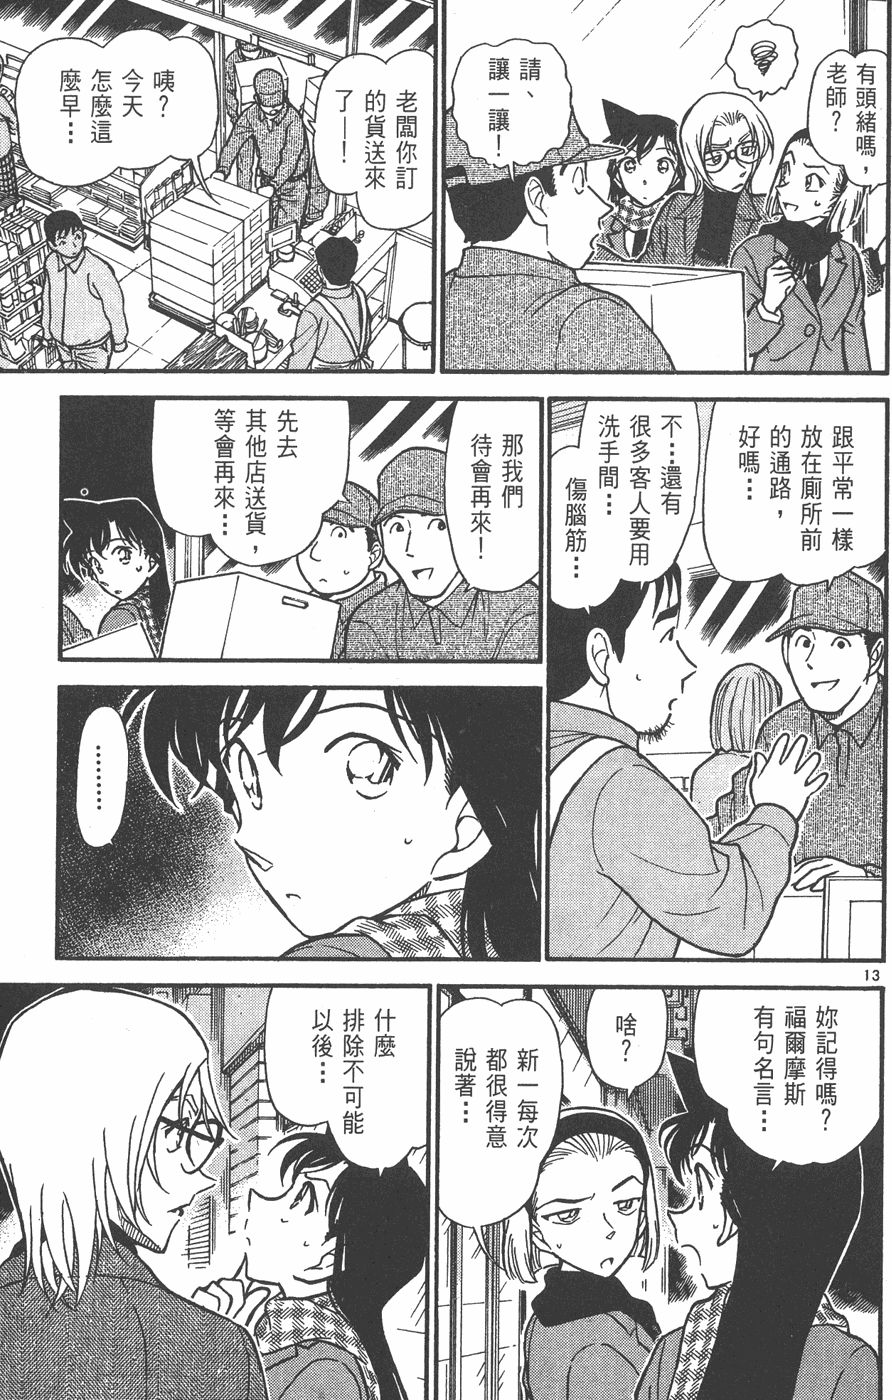 有頭緒嗎，
老師？
請、
讓一讓！
老闆你訂
的貨送來
了—！
咦？
今天
怎麼這
麼早…
跟平常一樣
放在廁所前
的通路，
好嗎…
不…還有
很多客人要用
洗手間…
傷腦筋…
那我們
待會再來！
先去
其他店送貨，
等會再來…
………
13
妳記得嗎？
福爾摩斯
有句名言…
啥？
新一每次
都很得意
說著…
什麼
排除不可能
以後…